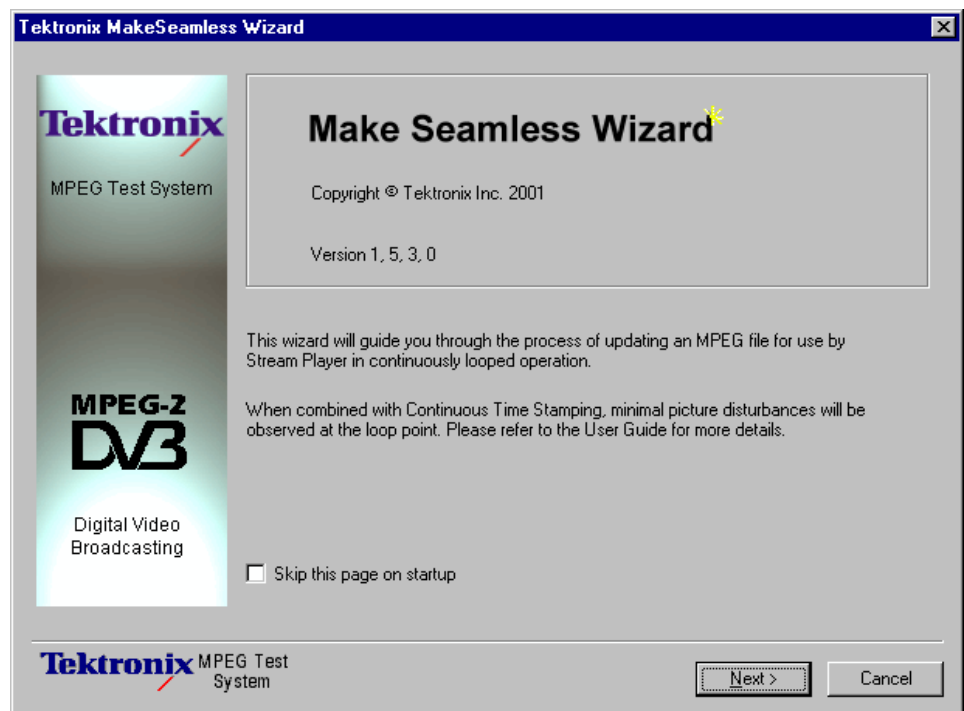 Tektronix MakeSeamless Wizard
Tektronix
MPEG Test System
MPEG-2
DVB
Digital Video
Broadcasting
Make Seamless Wizard
Copyright © Tektronix Inc. 2001
Version 1, 5, 3, 0
This wizard will guide you through the process of updating an MPEG file for use by
Stream Player in continuously looped operation.
When combined with Continuous Time Stamping, minimal picture disturbances will be
observed at the loop point. Please refer to the User Guide for more details.
Skip this page on startup
Tektronix MPEG Test
System
Next >
Cancel